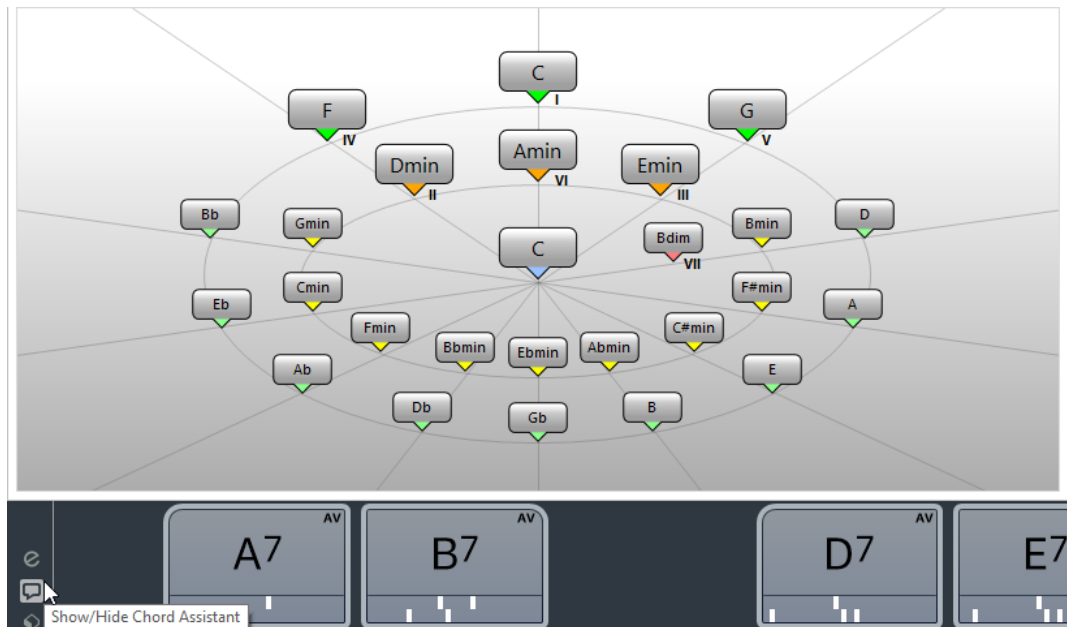 C
I
F
IV
G
V
Amin
VI
Dmin
II
Emin
III
Bb
Gmin
C
Bdim
VII
Bmin
D
Eb
Cmin
F#min
A
Fmin
C#min
Bbmin
Ebmin
Abmin
Ab
E
Db
Gb
B
AV
A7
AV
B7
AV
D7
E7
e
Show/Hide Chord Assistant